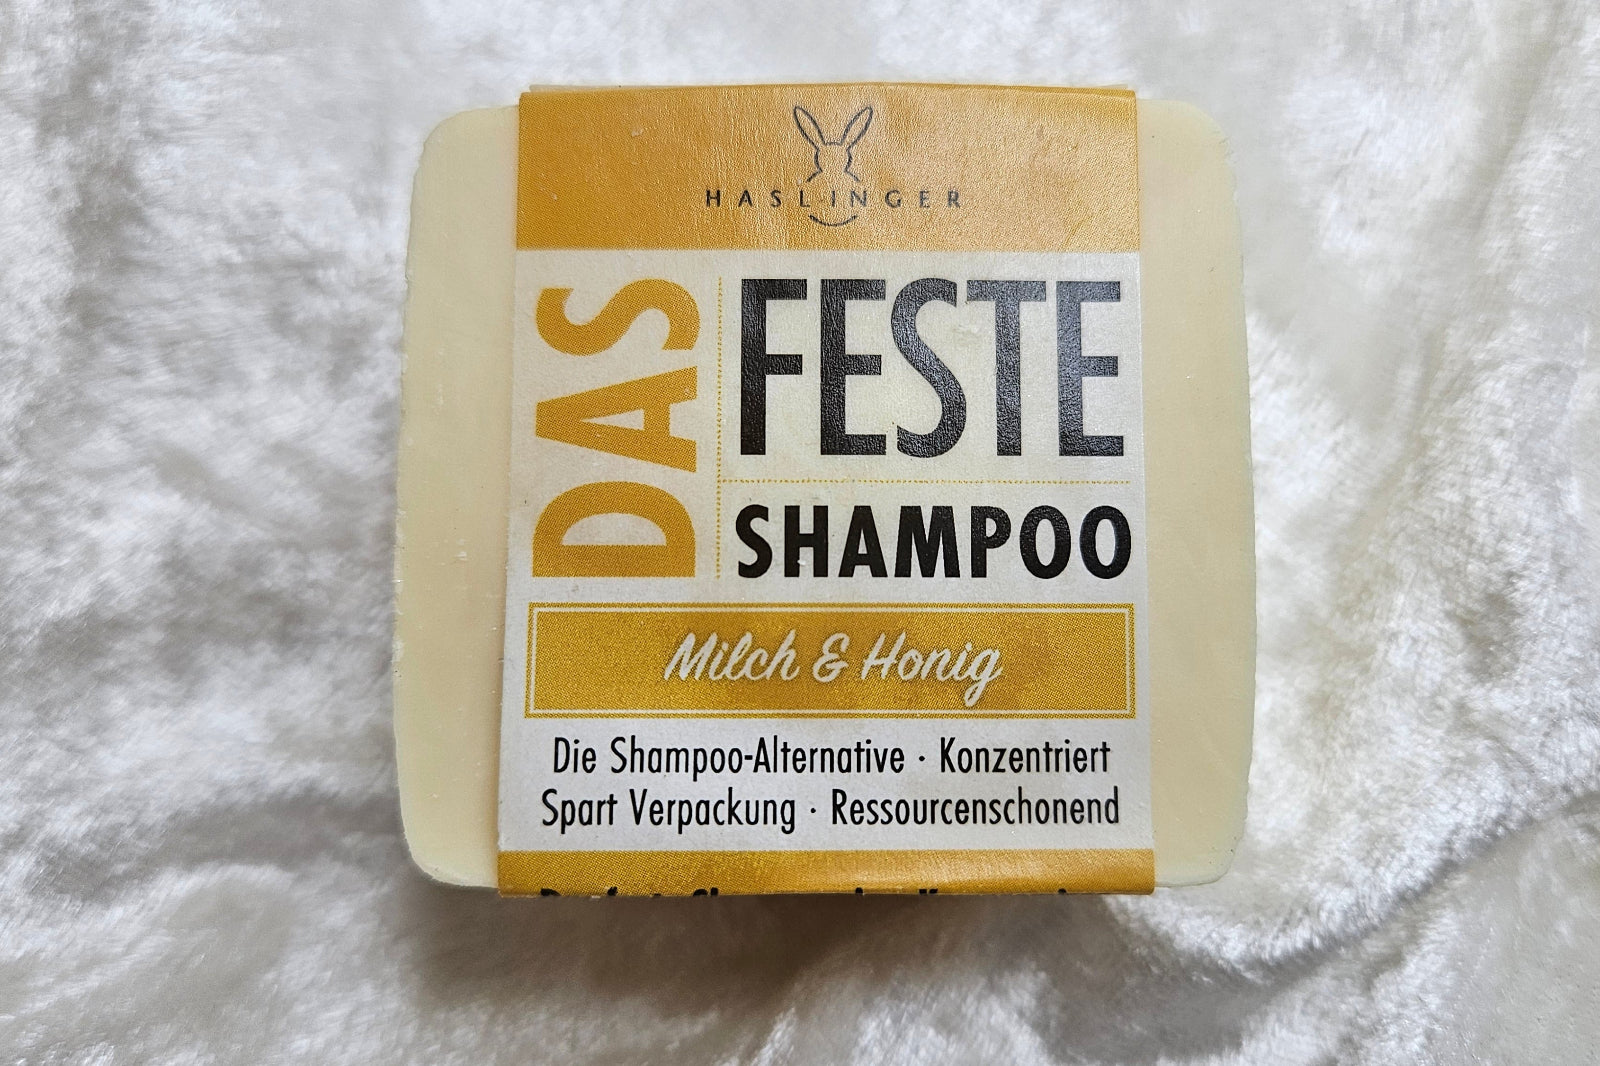 HASLINGER
DAS
FESTE
SHAMPOO
Milch & Honig
Die Shampoo-Alternative · Konzentriert
Spart Verpackung · Ressourcenschonend